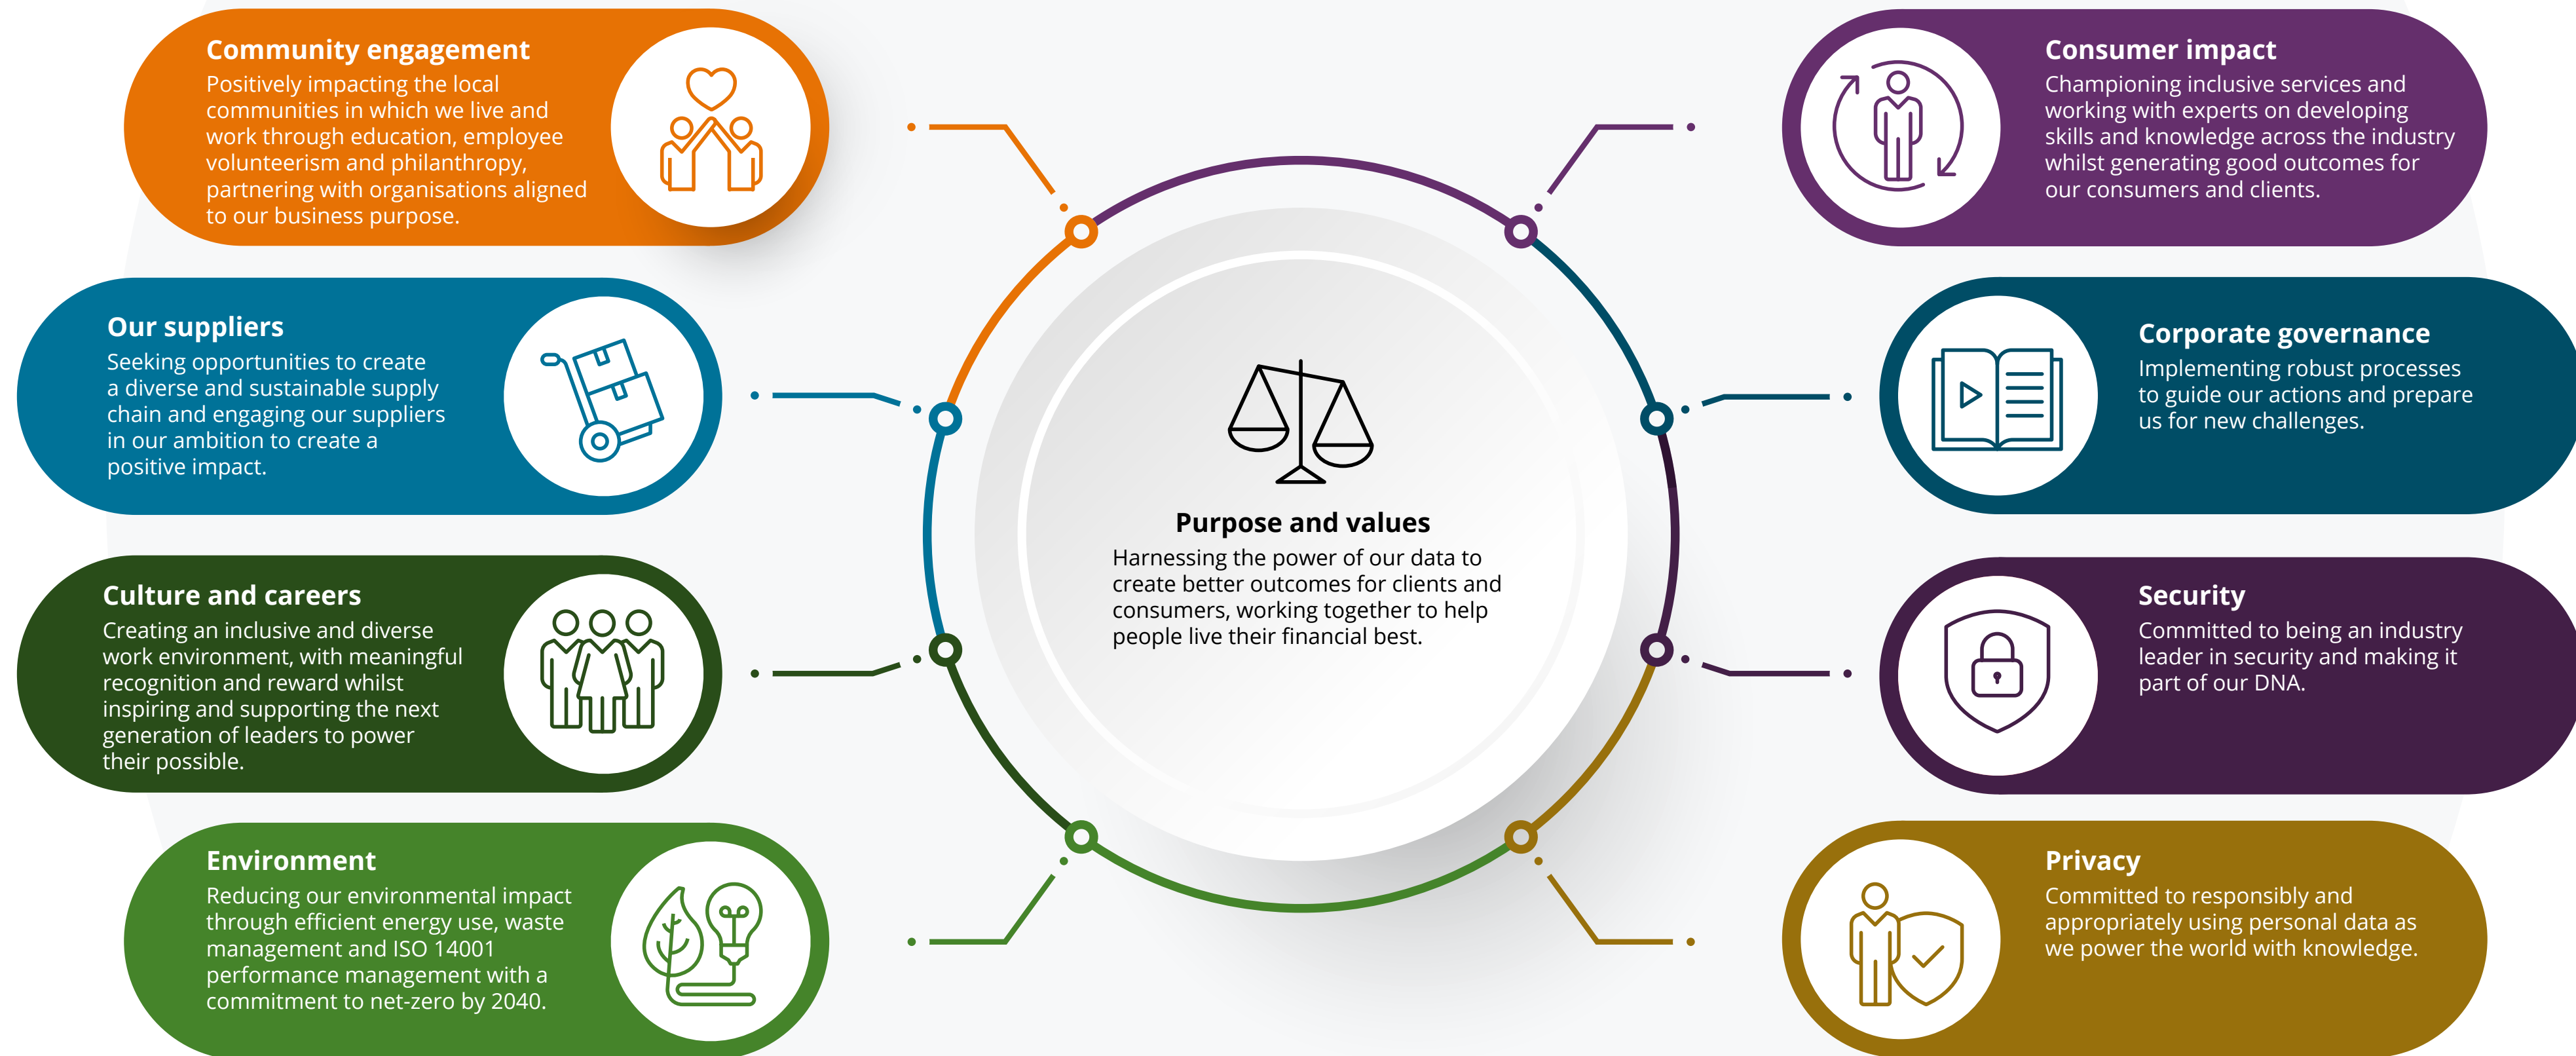 Community engagement
Positively impacting the local
communities in which we live and
work through education, employee
volunteerism and philanthropy,
partnering with organisations aligned
to our business purpose.
Our suppliers
Seeking opportunities to create
a diverse and sustainable supply
chain and engaging our suppliers
in our ambition to create a
positive impact.
Culture and careers
Creating an inclusive and diverse
work environment, with meaningful
recognition and reward whilst
inspiring and supporting the next
generation of leaders to power
their possible.
Environment
Reducing our environmental impact
through efficient energy use, waste
management and ISO 14001
performance management with a
commitment to net-zero by 2040.
Purpose and values
Harnessing the power of our data to
create better outcomes for clients and
consumers, working together to help
people live their financial best.
Consumer impact
Championing inclusive services and
working with experts on developing
skills and knowledge across the industry
whilst generating good outcomes for
our consumers and clients.
Corporate governance
Implementing robust processes
to guide our actions and prepare
us for new challenges.
Security
Committed to being an industry
leader in security and making it
part of our DNA.
Privacy
Committed to responsibly and
appropriately using personal data as
we power the world with knowledge.